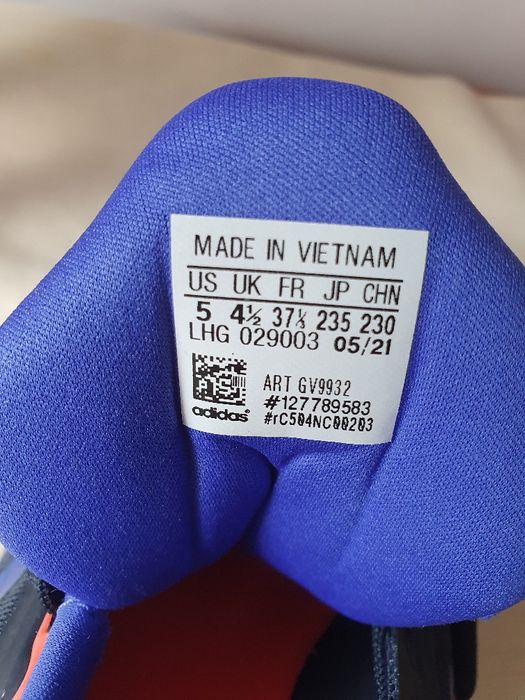 MADE IN VIETNAM
US UK FR JP CHN
5 4½ 37⅓ 235 230
LHG 029003 05/21
ART GV9932
#127789583
adidas
#rC504NC00203